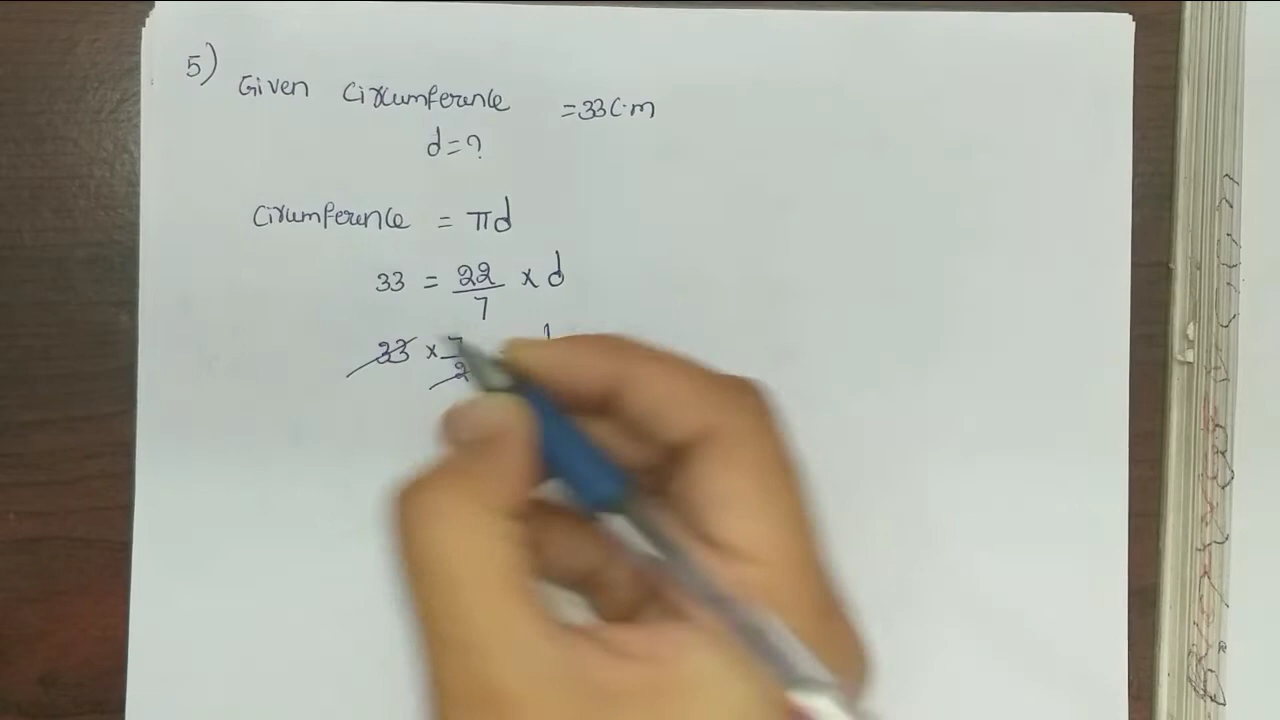 5) Given Circumference = 33 C.m
d = ?
Circumference = πd
33 = 22/7 × d
33 × 7